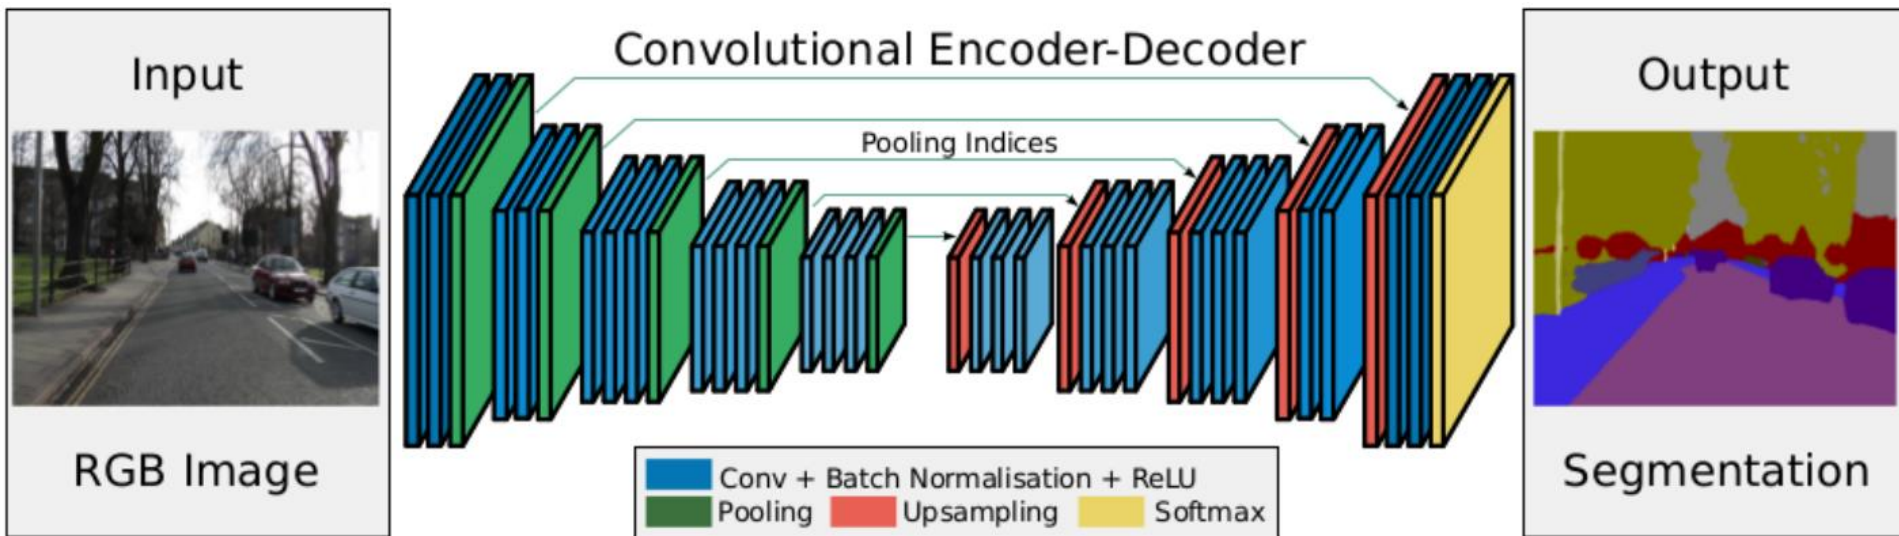 Input
RGB Image
Convolutional Encoder-Decoder
Pooling Indices
Conv + Batch Normalisation + ReLU
Pooling Upsampling Softmax
Output
Segmentation